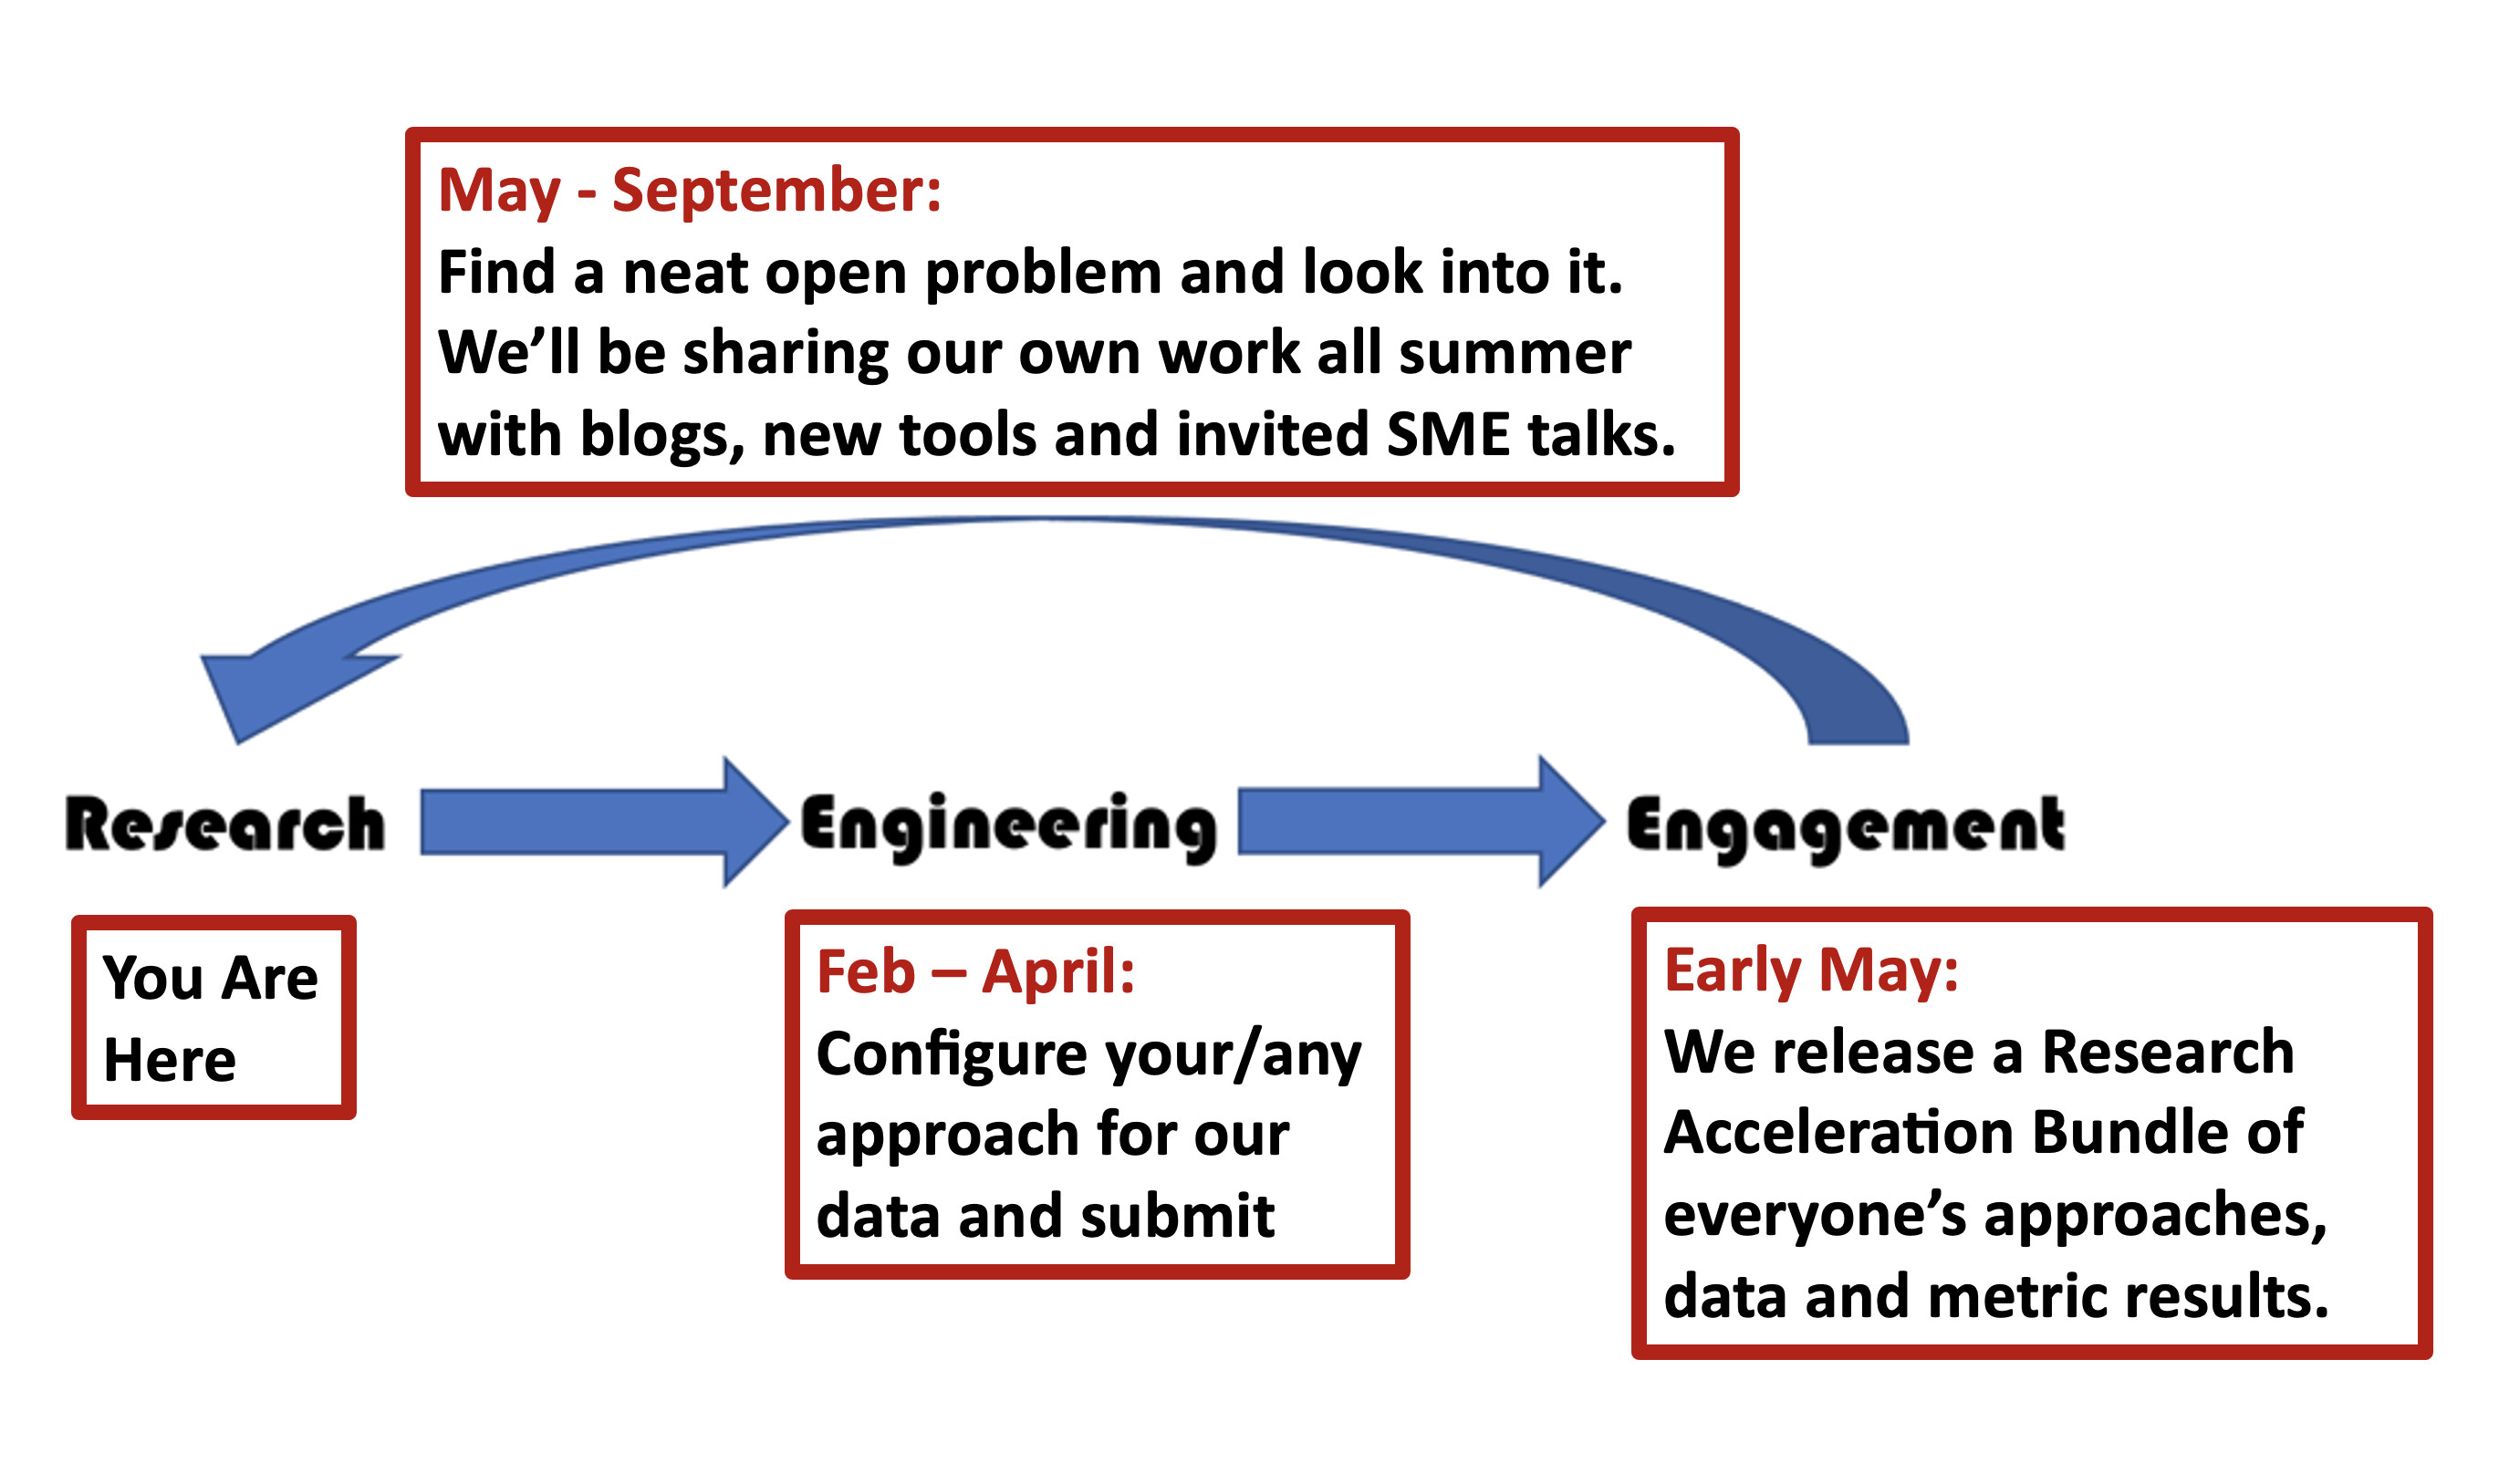 May - September:
Find a neat open problem and look into it.
We’ll be sharing our own work all summer
with blogs, new tools and invited SME talks.
Research
Engineering
Engagement
You Are
Here
Feb – April:
Configure your/any
approach for our
data and submit
Early May:
We release a Research
Acceleration Bundle of
everyone’s approaches,
data and metric results.